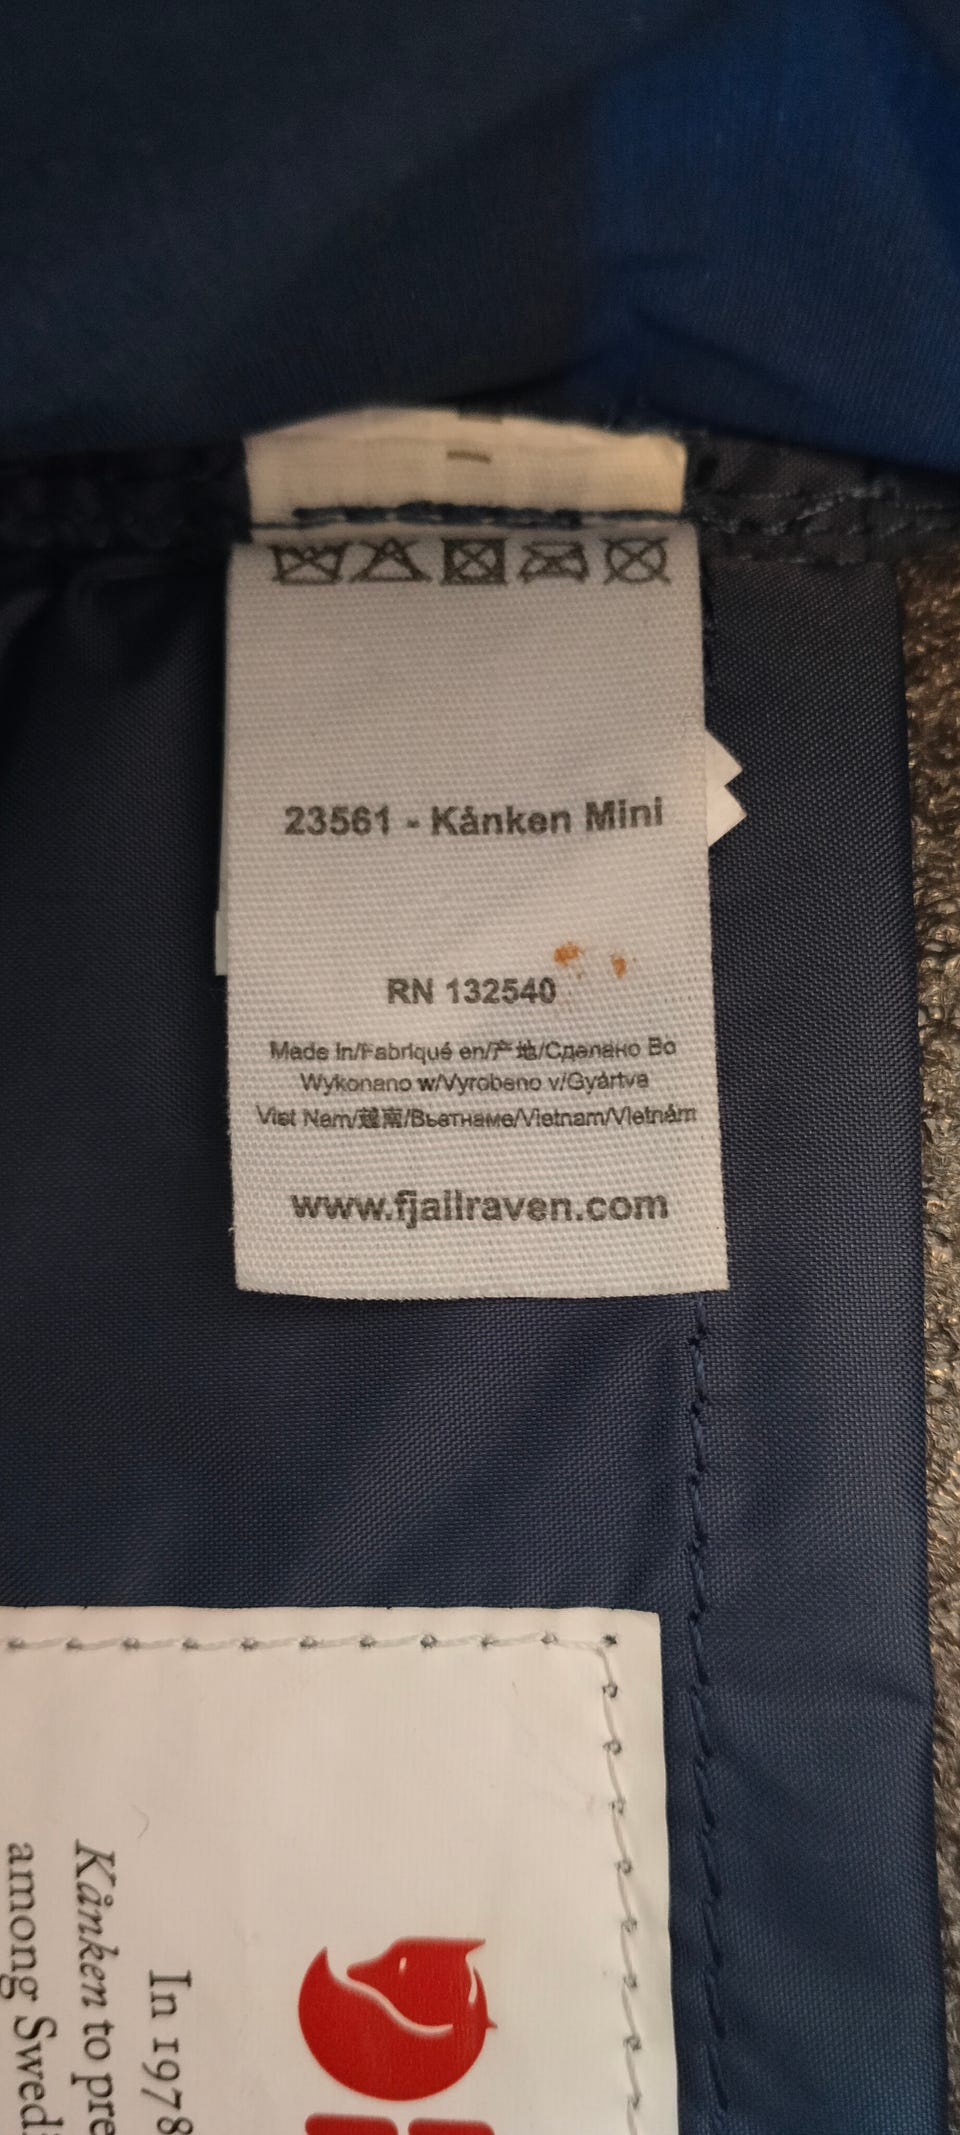 23561 - Kånken Mini
RN 132540
Made In/Fabriqué en/产地/Сделано Во
Wykonano w/Vyrobeno v/Gyártva
Viet Nam/越南/Вьетнаме/Vietnam/Vietnám
www.fjallraven.com
In 1978
Kånken to pre
among Swedi